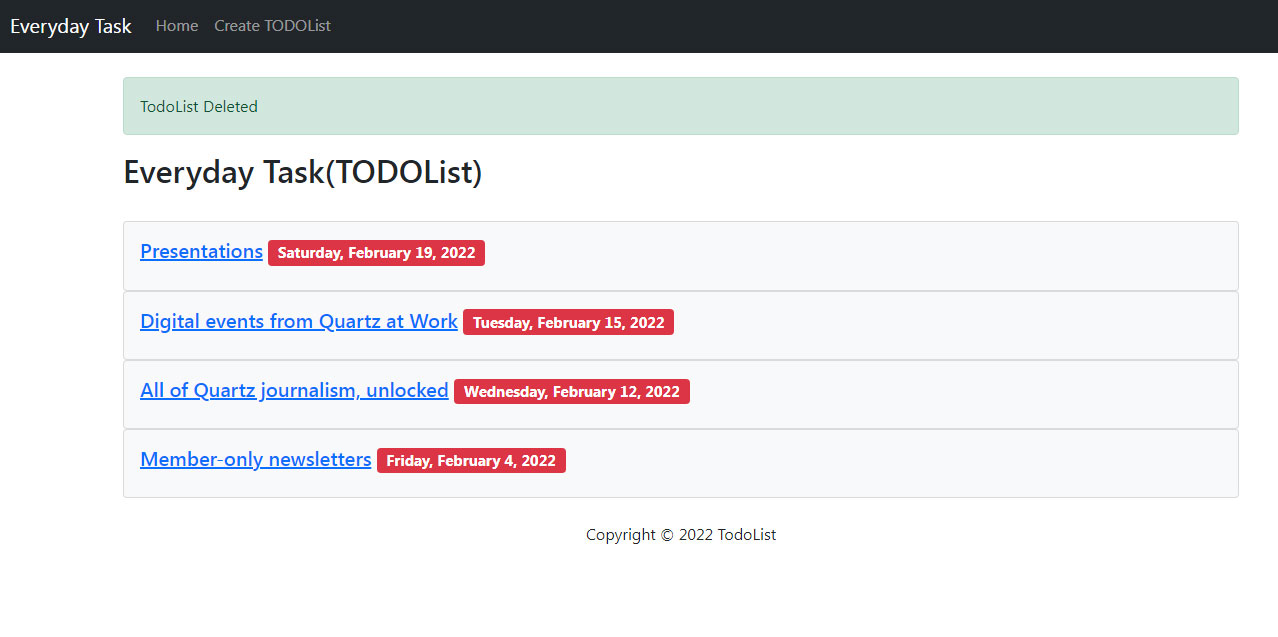 Everyday Task Home Create TODOList
TodoList Deleted
Everyday Task(TODOList)
Presentations Saturday, February 19, 2022
Digital events from Quartz at Work Tuesday, February 15, 2022
All of Quartz journalism, unlocked Wednesday, February 12, 2022
Member-only newsletters Friday, February 4, 2022
Copyright © 2022 TodoList